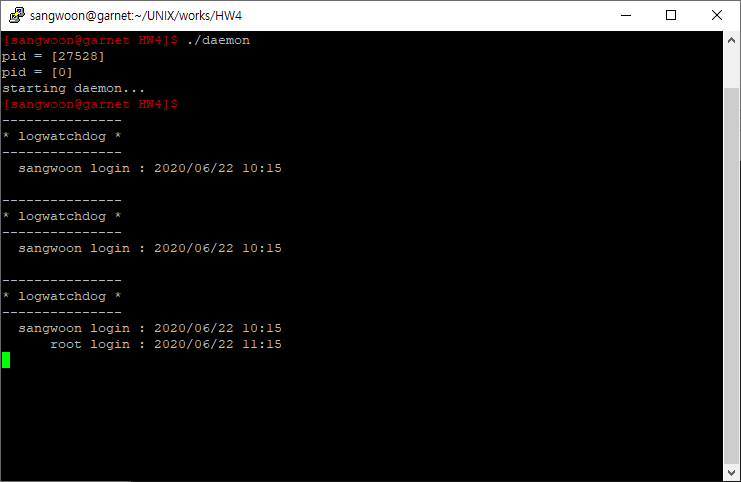 sangwoon@garnet:~/UNIX/works/HW4
[sangwoon@garnet HW4]$ ./daemon
pid = [27528]
pid = [0]
starting daemon...
[sangwoon@garnet HW4]$
---------------
* logwatchdog *
---------------
  sangwoon login : 2020/06/22 10:15

---------------
* logwatchdog *
---------------
  sangwoon login : 2020/06/22 10:15

---------------
* logwatchdog *
---------------
  sangwoon login : 2020/06/22 10:15
      root login : 2020/06/22 11:15